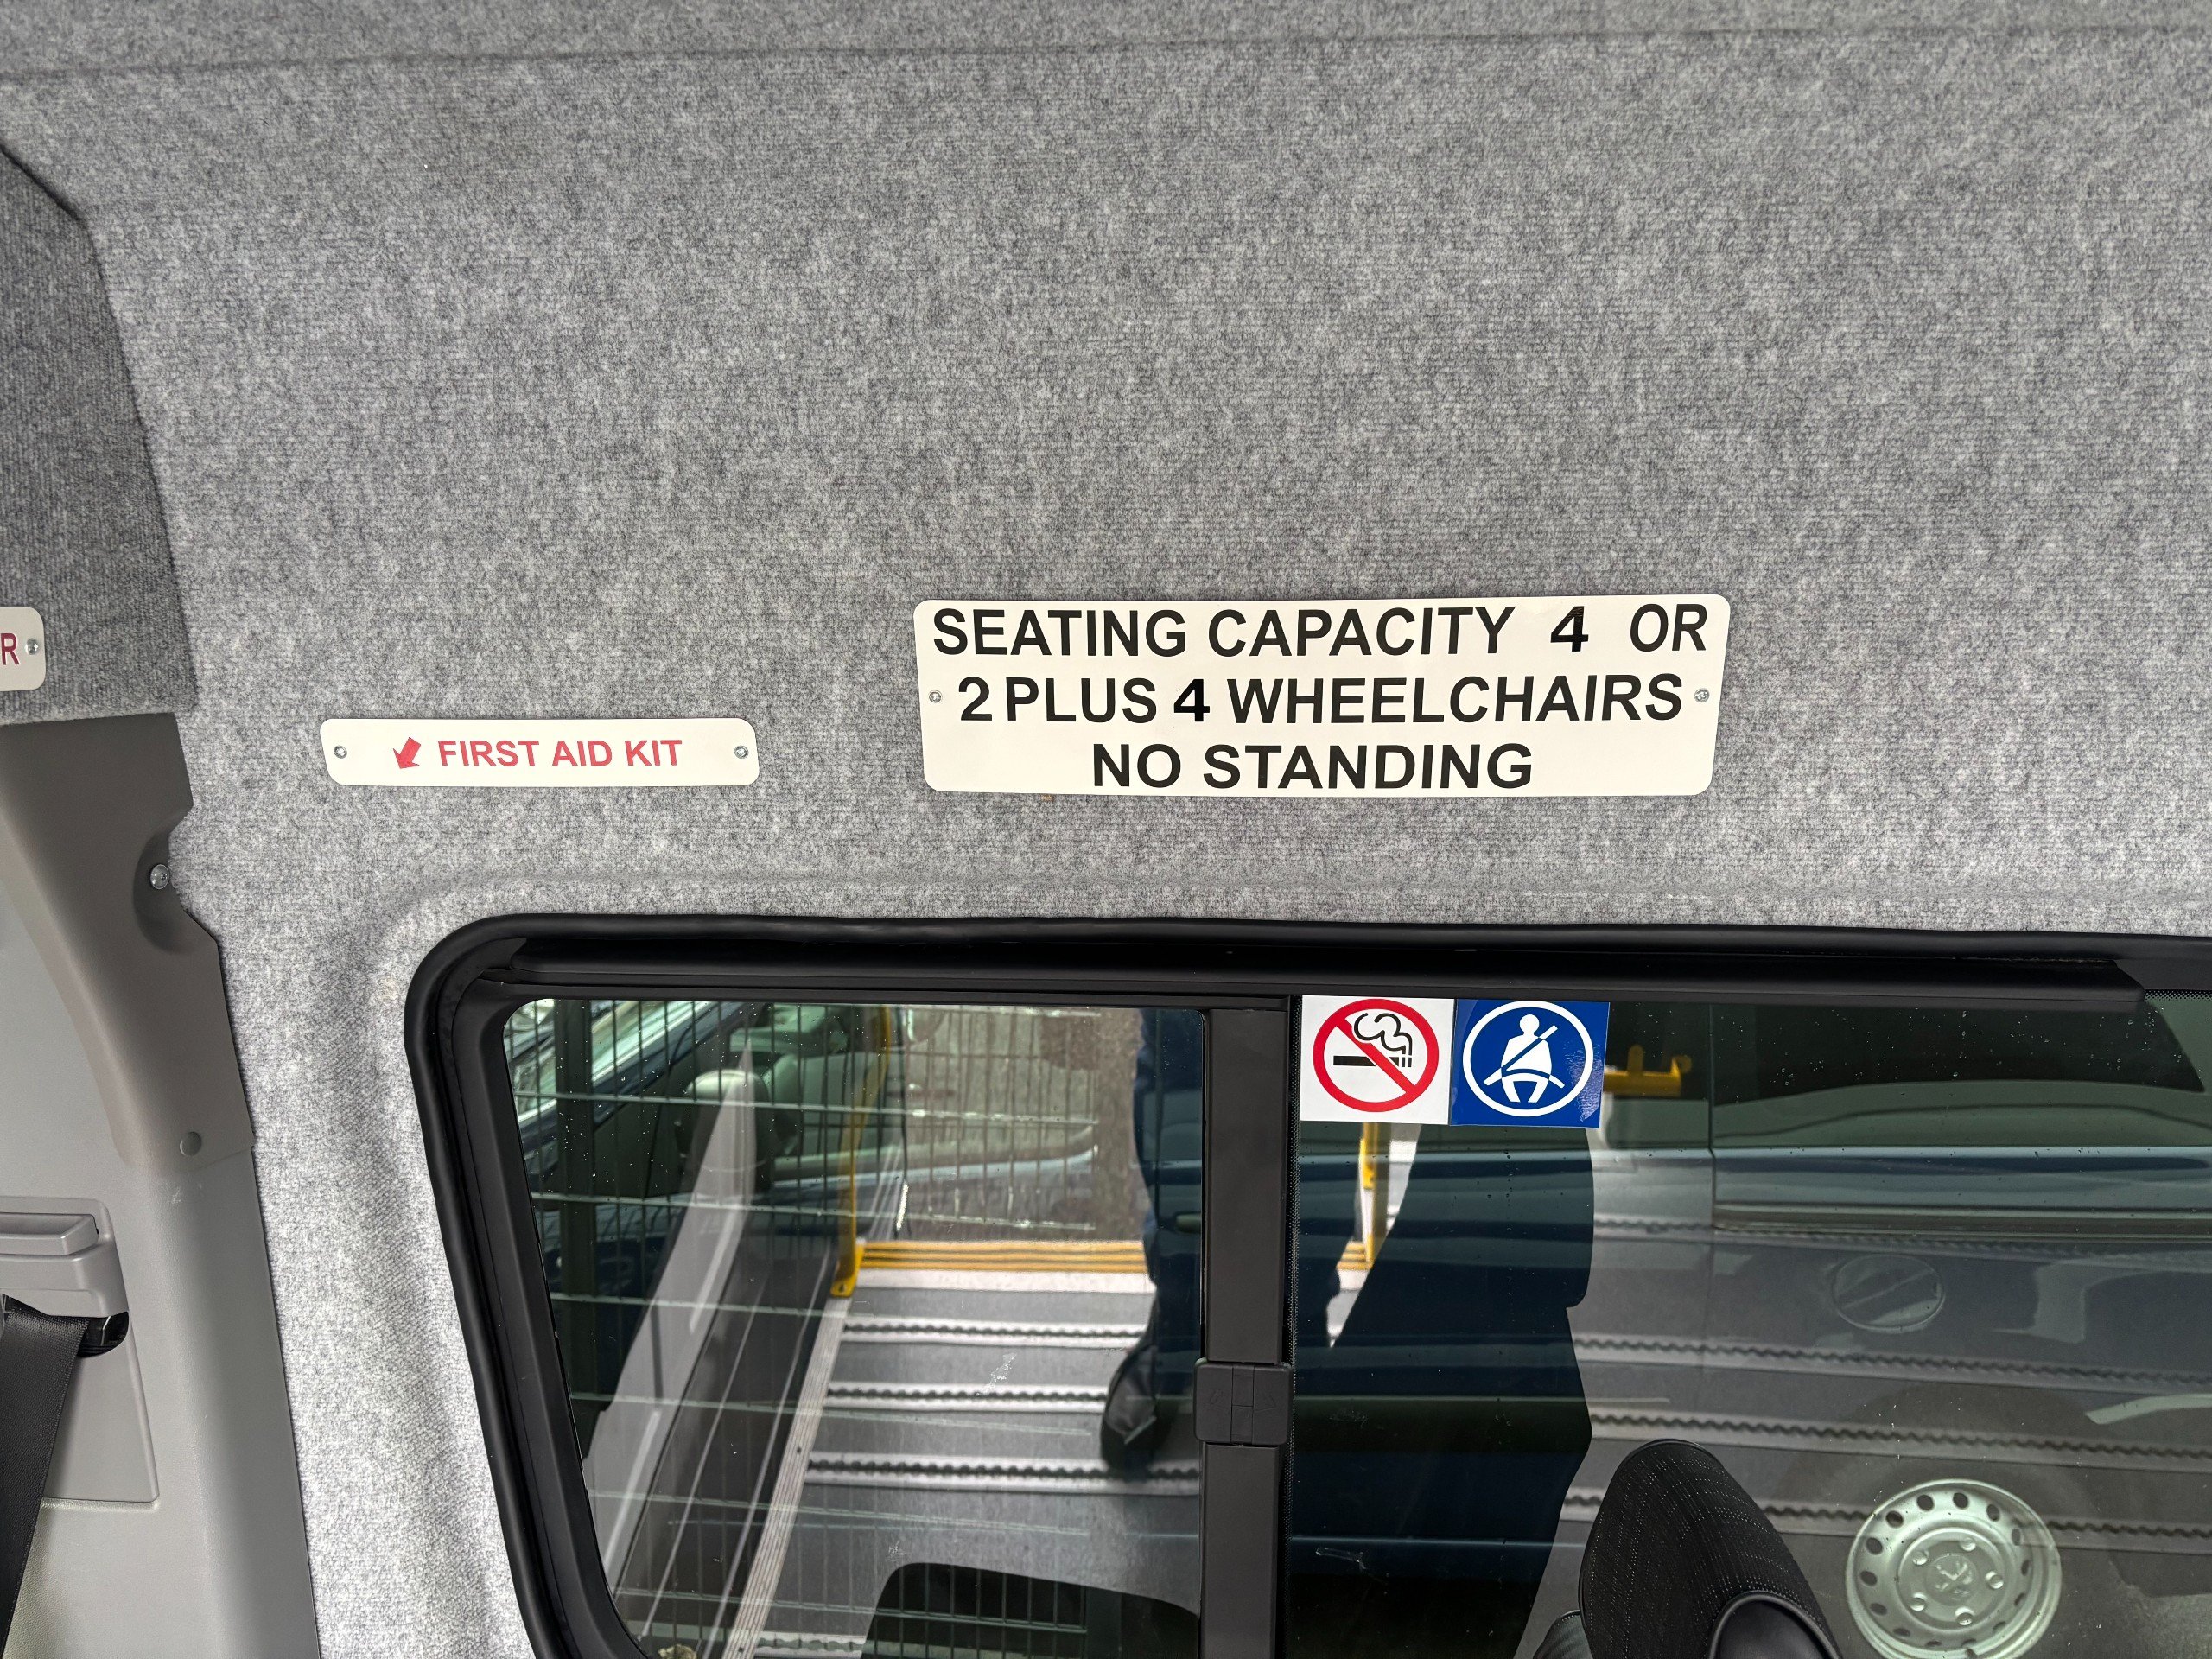 R
FIRST AID KIT
SEATING CAPACITY 4 OR
2 PLUS 4 WHEELCHAIRS
NO STANDING